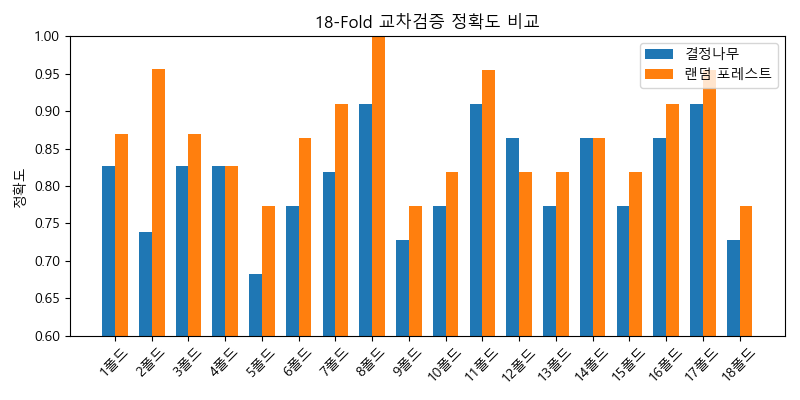 18-Fold 교차검증 정확도 비교
결정나무
랜덤 포레스트
정확도
1.00
0.95
0.90
0.85
0.80
0.75
0.70
0.65
0.60
1폴드
2폴드
3폴드
4폴드
5폴드
6폴드
7폴드
8폴드
9폴드
10폴드
11폴드
12폴드
13폴드
14폴드
15폴드
16폴드
17폴드
18폴드